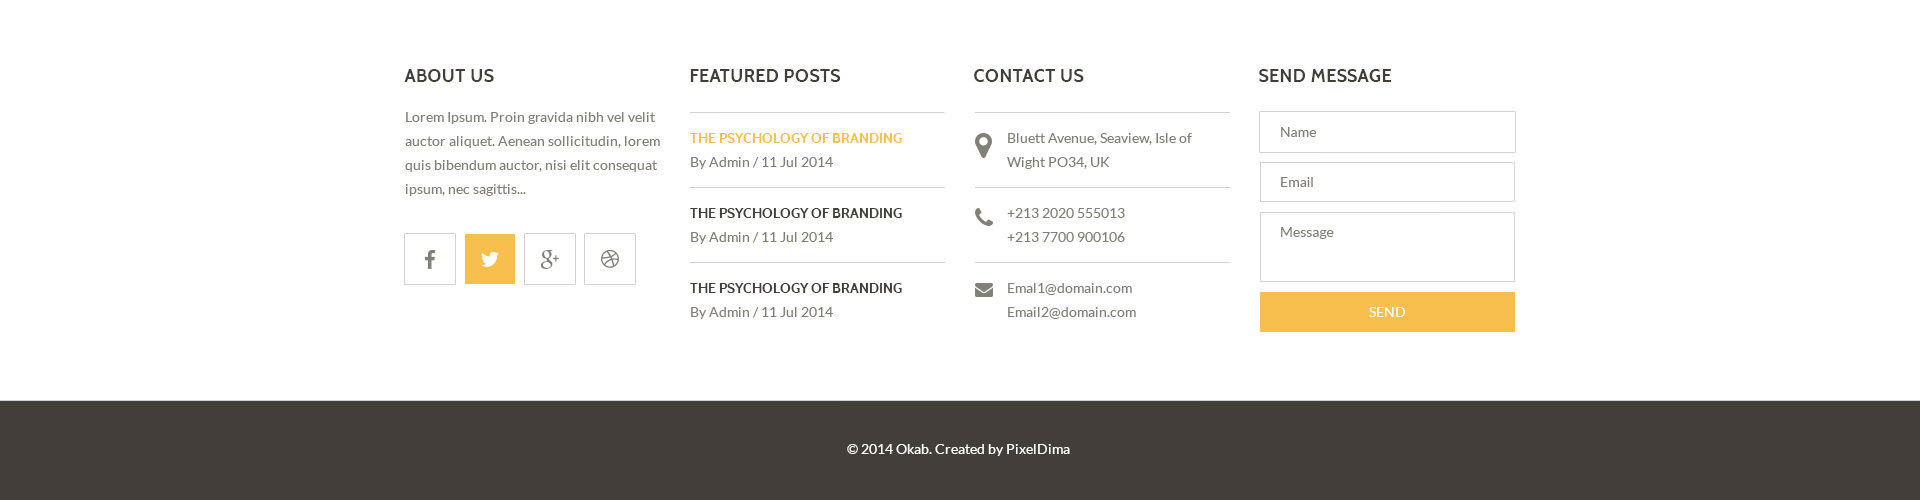 ABOUT US
Lorem Ipsum. Proin gravida nibh vel velit
auctor aliquet. Aenean sollicitudin, lorem
quis bibendum auctor, nisi elit consequat
ipsum, nec sagittis...
FEATURED POSTS
THE PSYCHOLOGY OF BRANDING
By Admin / 11 Jul 2014
THE PSYCHOLOGY OF BRANDING
By Admin / 11 Jul 2014
THE PSYCHOLOGY OF BRANDING
By Admin / 11 Jul 2014
CONTACT US
Bluett Avenue, Seaview, Isle of
Wight PO34, UK
+213 2020 555013
+213 7700 900106
Emal1@domain.com
Email2@domain.com
SEND MESSAGE
Name
Email
Message
SEND
© 2014 Okab. Created by PixelDima